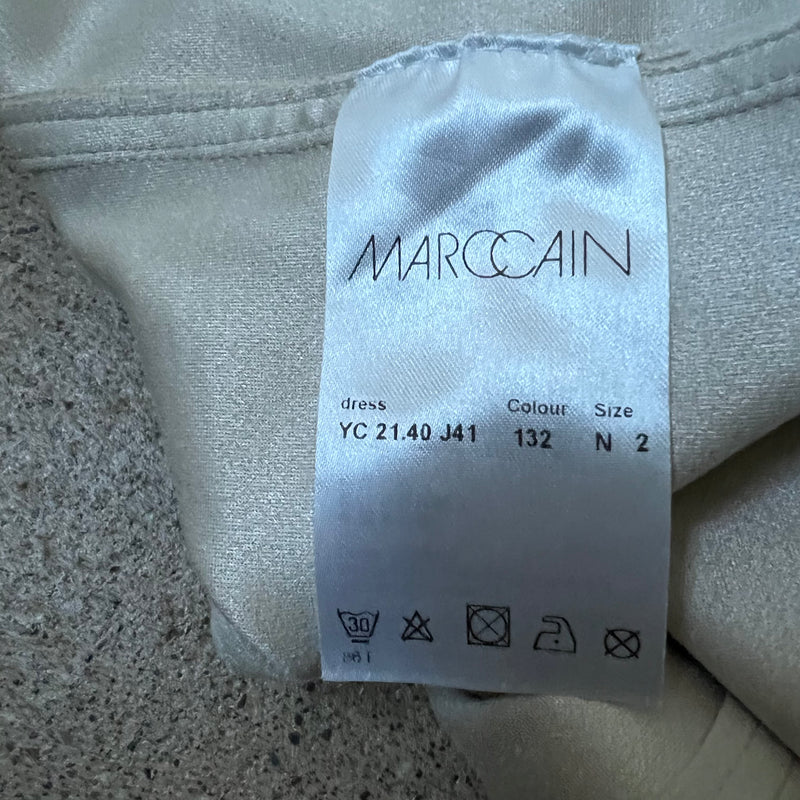 MARCCAIN
dress Colour Size
YC 21.40 J41 132 N 2
30